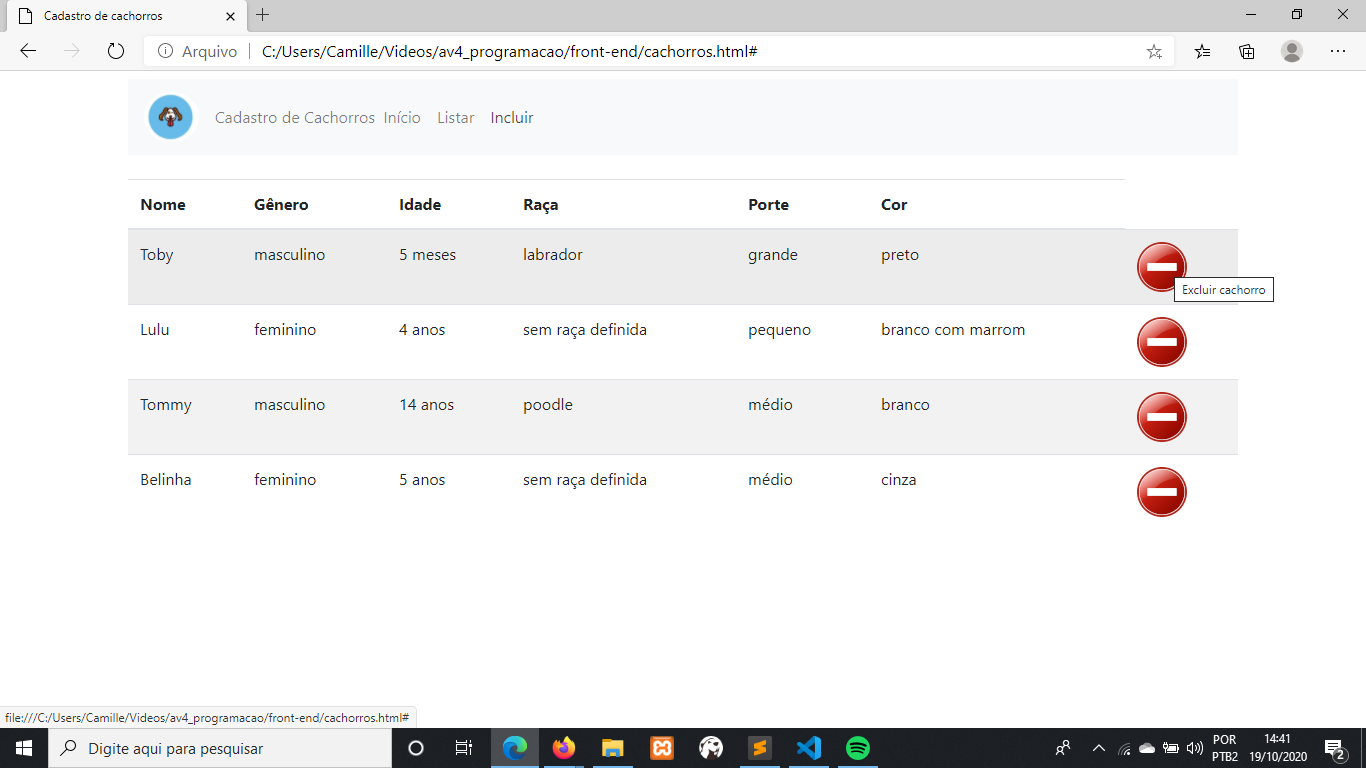 Cadastro de cachorros
Arquivo C:/Users/Camille/Videos/av4_programacao/front-end/cachorros.html#
Cadastro de Cachorros Início Listar Incluir
Nome Gênero Idade Raça Porte Cor
Toby masculino 5 meses labrador grande preto
Excluir cachorro
Lulu feminino 4 anos sem raça definida pequeno branco com marrom
Tommy masculino 14 anos poodle médio branco
Belinha feminino 5 anos sem raça definida médio cinza
file:///C:/Users/Camille/Videos/av4_programacao/front-end/cachorros.html#
Digite aqui para pesquisar
POR 14:41
PTB2 19/10/2020 2